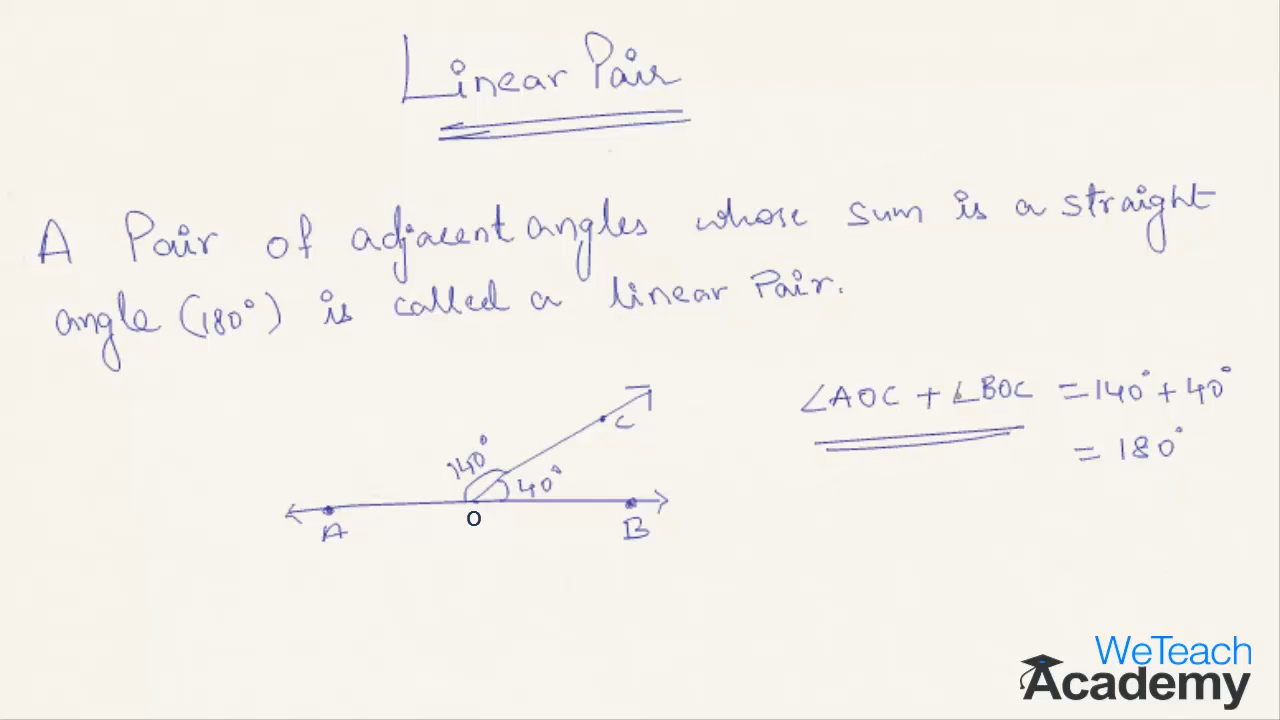 Linear Pair
A Pair of adjacent angles whose sum is a straight
angle (180°) is called a linear Pair.
∠AOC + ∠BOC = 140° + 40°
= 180°
C
140°
40°
A
O
B
WeTeach
Academy